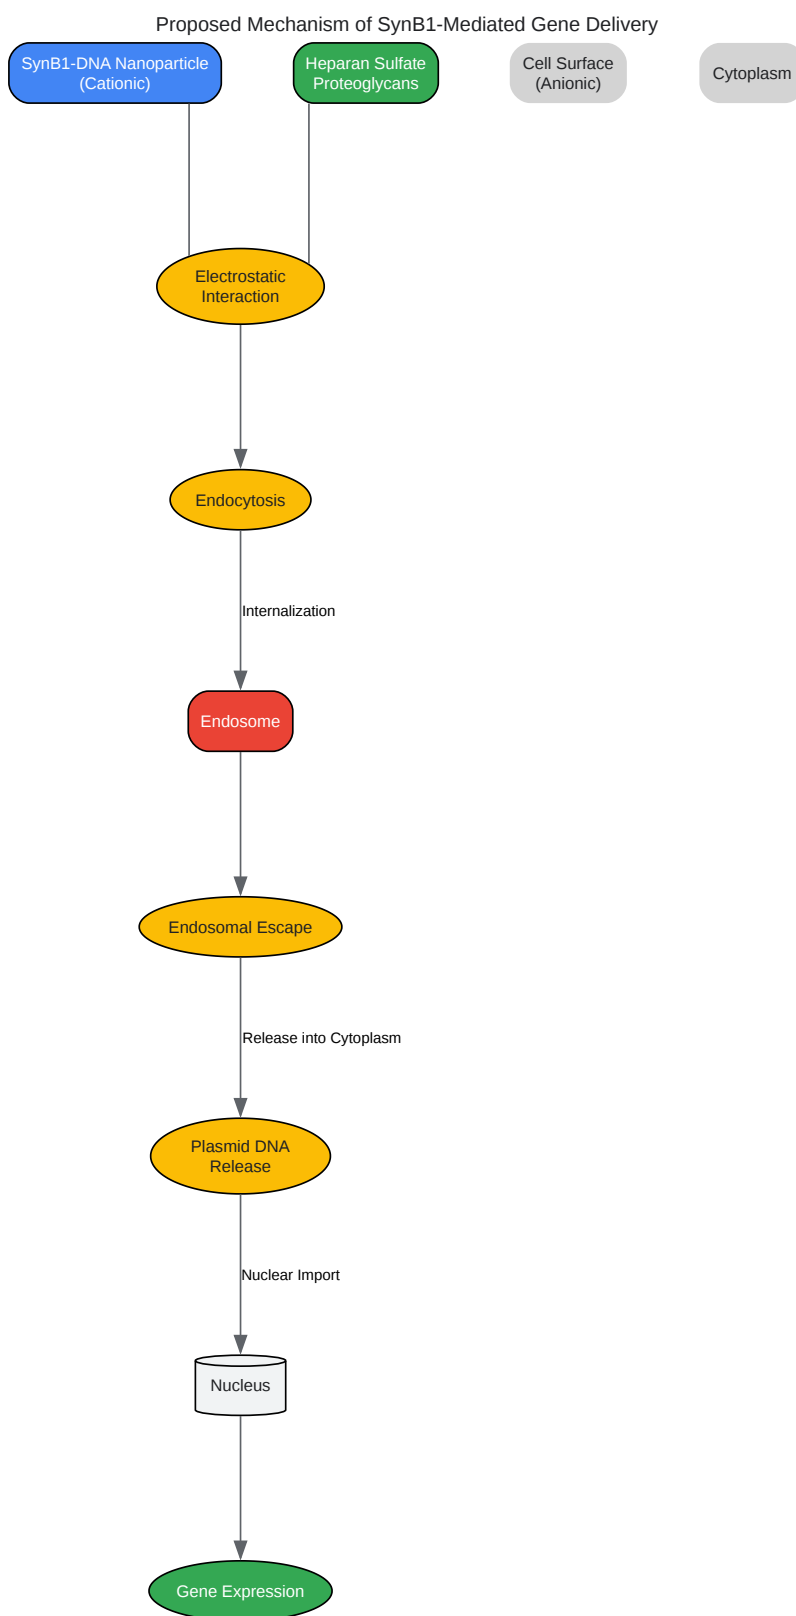 Proposed Mechanism of SynB1-Mediated Gene Delivery
SynB1-DNA Nanoparticle
(Cationic)
Heparan Sulfate
Proteoglycans
Cell Surface
(Anionic)
Cytoplasm
Electrostatic
Interaction
Endocytosis
Internalization
Endosome
Endosomal Escape
Release into Cytoplasm
Plasmid DNA
Release
Nuclear Import
Nucleus
Gene Expression